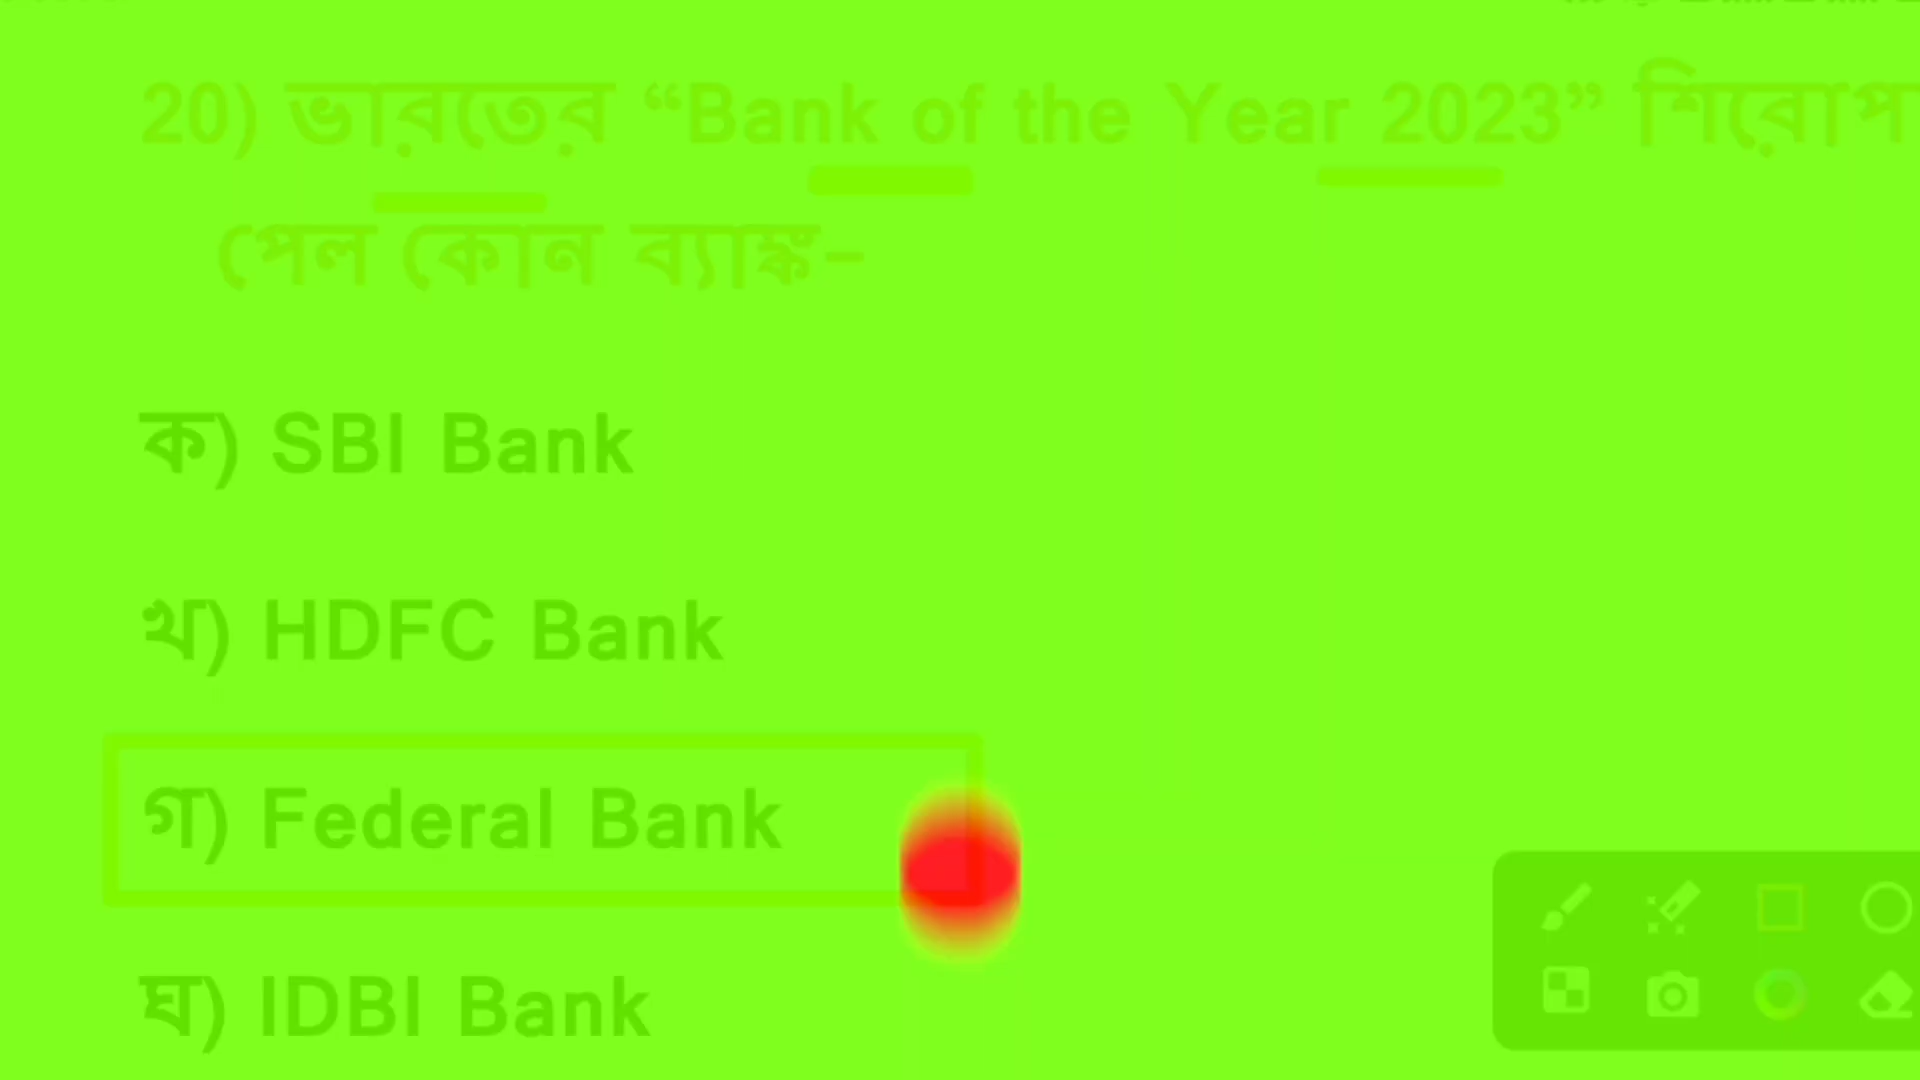 20) ভারতের “Bank of the Year 2023”
পেল কোন ব্যাঙ্ক-
ক) SBI Bank
খ) HDFC Bank
গ) Federal Bank
ঘ) IDBI Bank